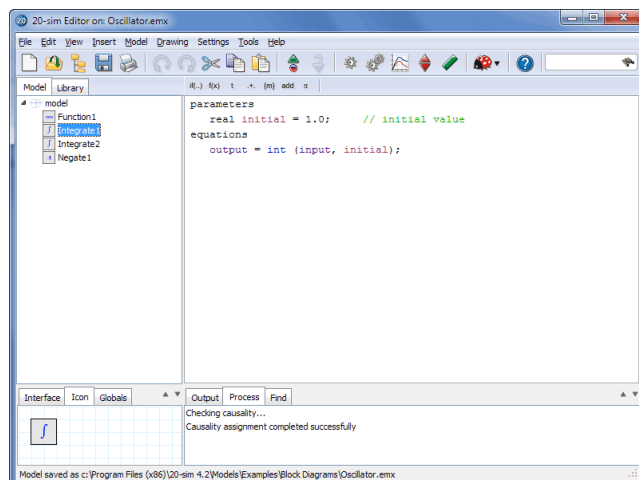 20-sim Editor on: Oscillator.emx
File Edit View Insert Model Drawing Settings Tools Help
Model Library
if(..) f(x) t .+. {m} add π
model
Function1
Integrate1
Integrate2
Negate1
parameters
real initial = 1.0; // initial value
equations
output = int (input, initial);
Interface Icon Globals
Output Process Find
∫
Checking causality...
Causality assignment completed successfully
Model saved as c:\Program Files (x86)\20-sim 4.2\Models\Examples\Block Diagrams\Oscillator.emx